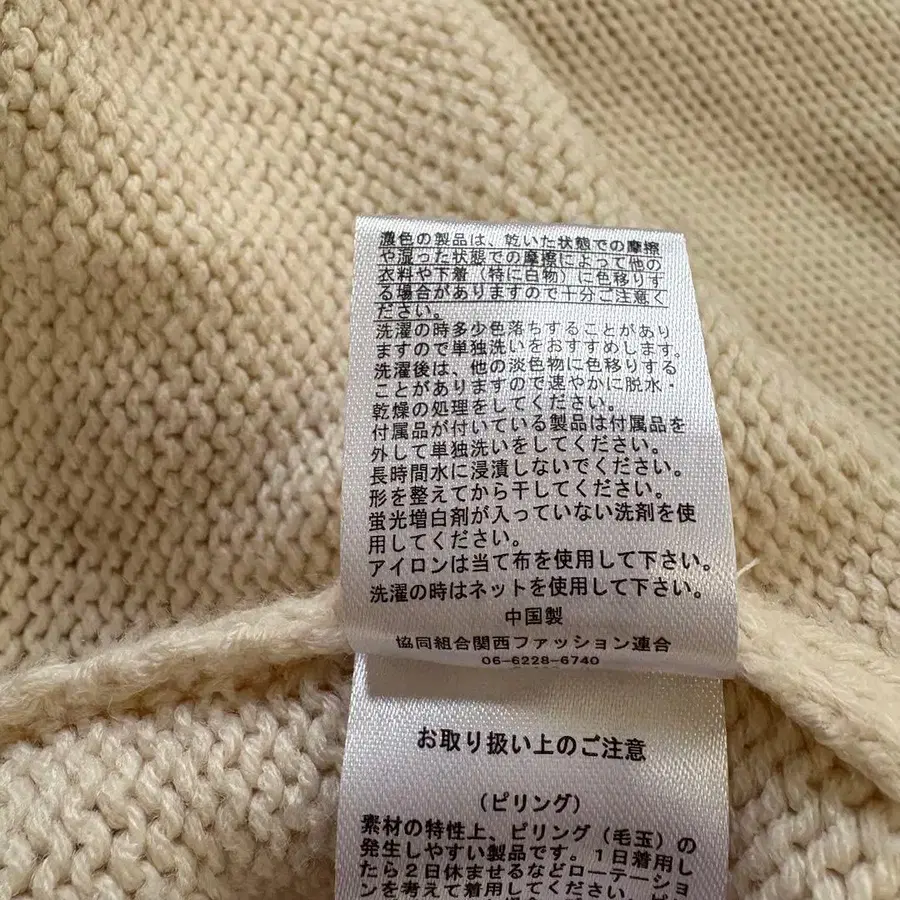 濃色の製品は、乾いた状態での摩擦
や湿った状態での摩擦によって他の
衣料や下着（特に白物）に色移りす
る場合がありますので十分ご注意く
ださい。
洗濯の時多少色落ちすることがあり
ますので単独洗いをおすすめします。
洗濯後は、他の淡色物に色移りする
ことがありますので速やかに脱水・
乾燥の処理をしてください。
付属品が付いている製品は付属品を
外して単独洗いをしてください。
長時間水に浸漬しないでください。
形を整えてから干してください。
蛍光増白剤が入っていない洗剤を使
用してください。
アイロンは当て布を使用して下さい。
洗濯の時はネットを使用して下さい。
中国製
協同組合関西ファッション連合
06-6228-6740
お取り扱い上のご注意
（ピリング）
素材の特性上、ピリング（毛玉）の
発生しやすい製品です。1日着用し
たら2日休ませるなどローテーショ
ンを考えて着用してください。